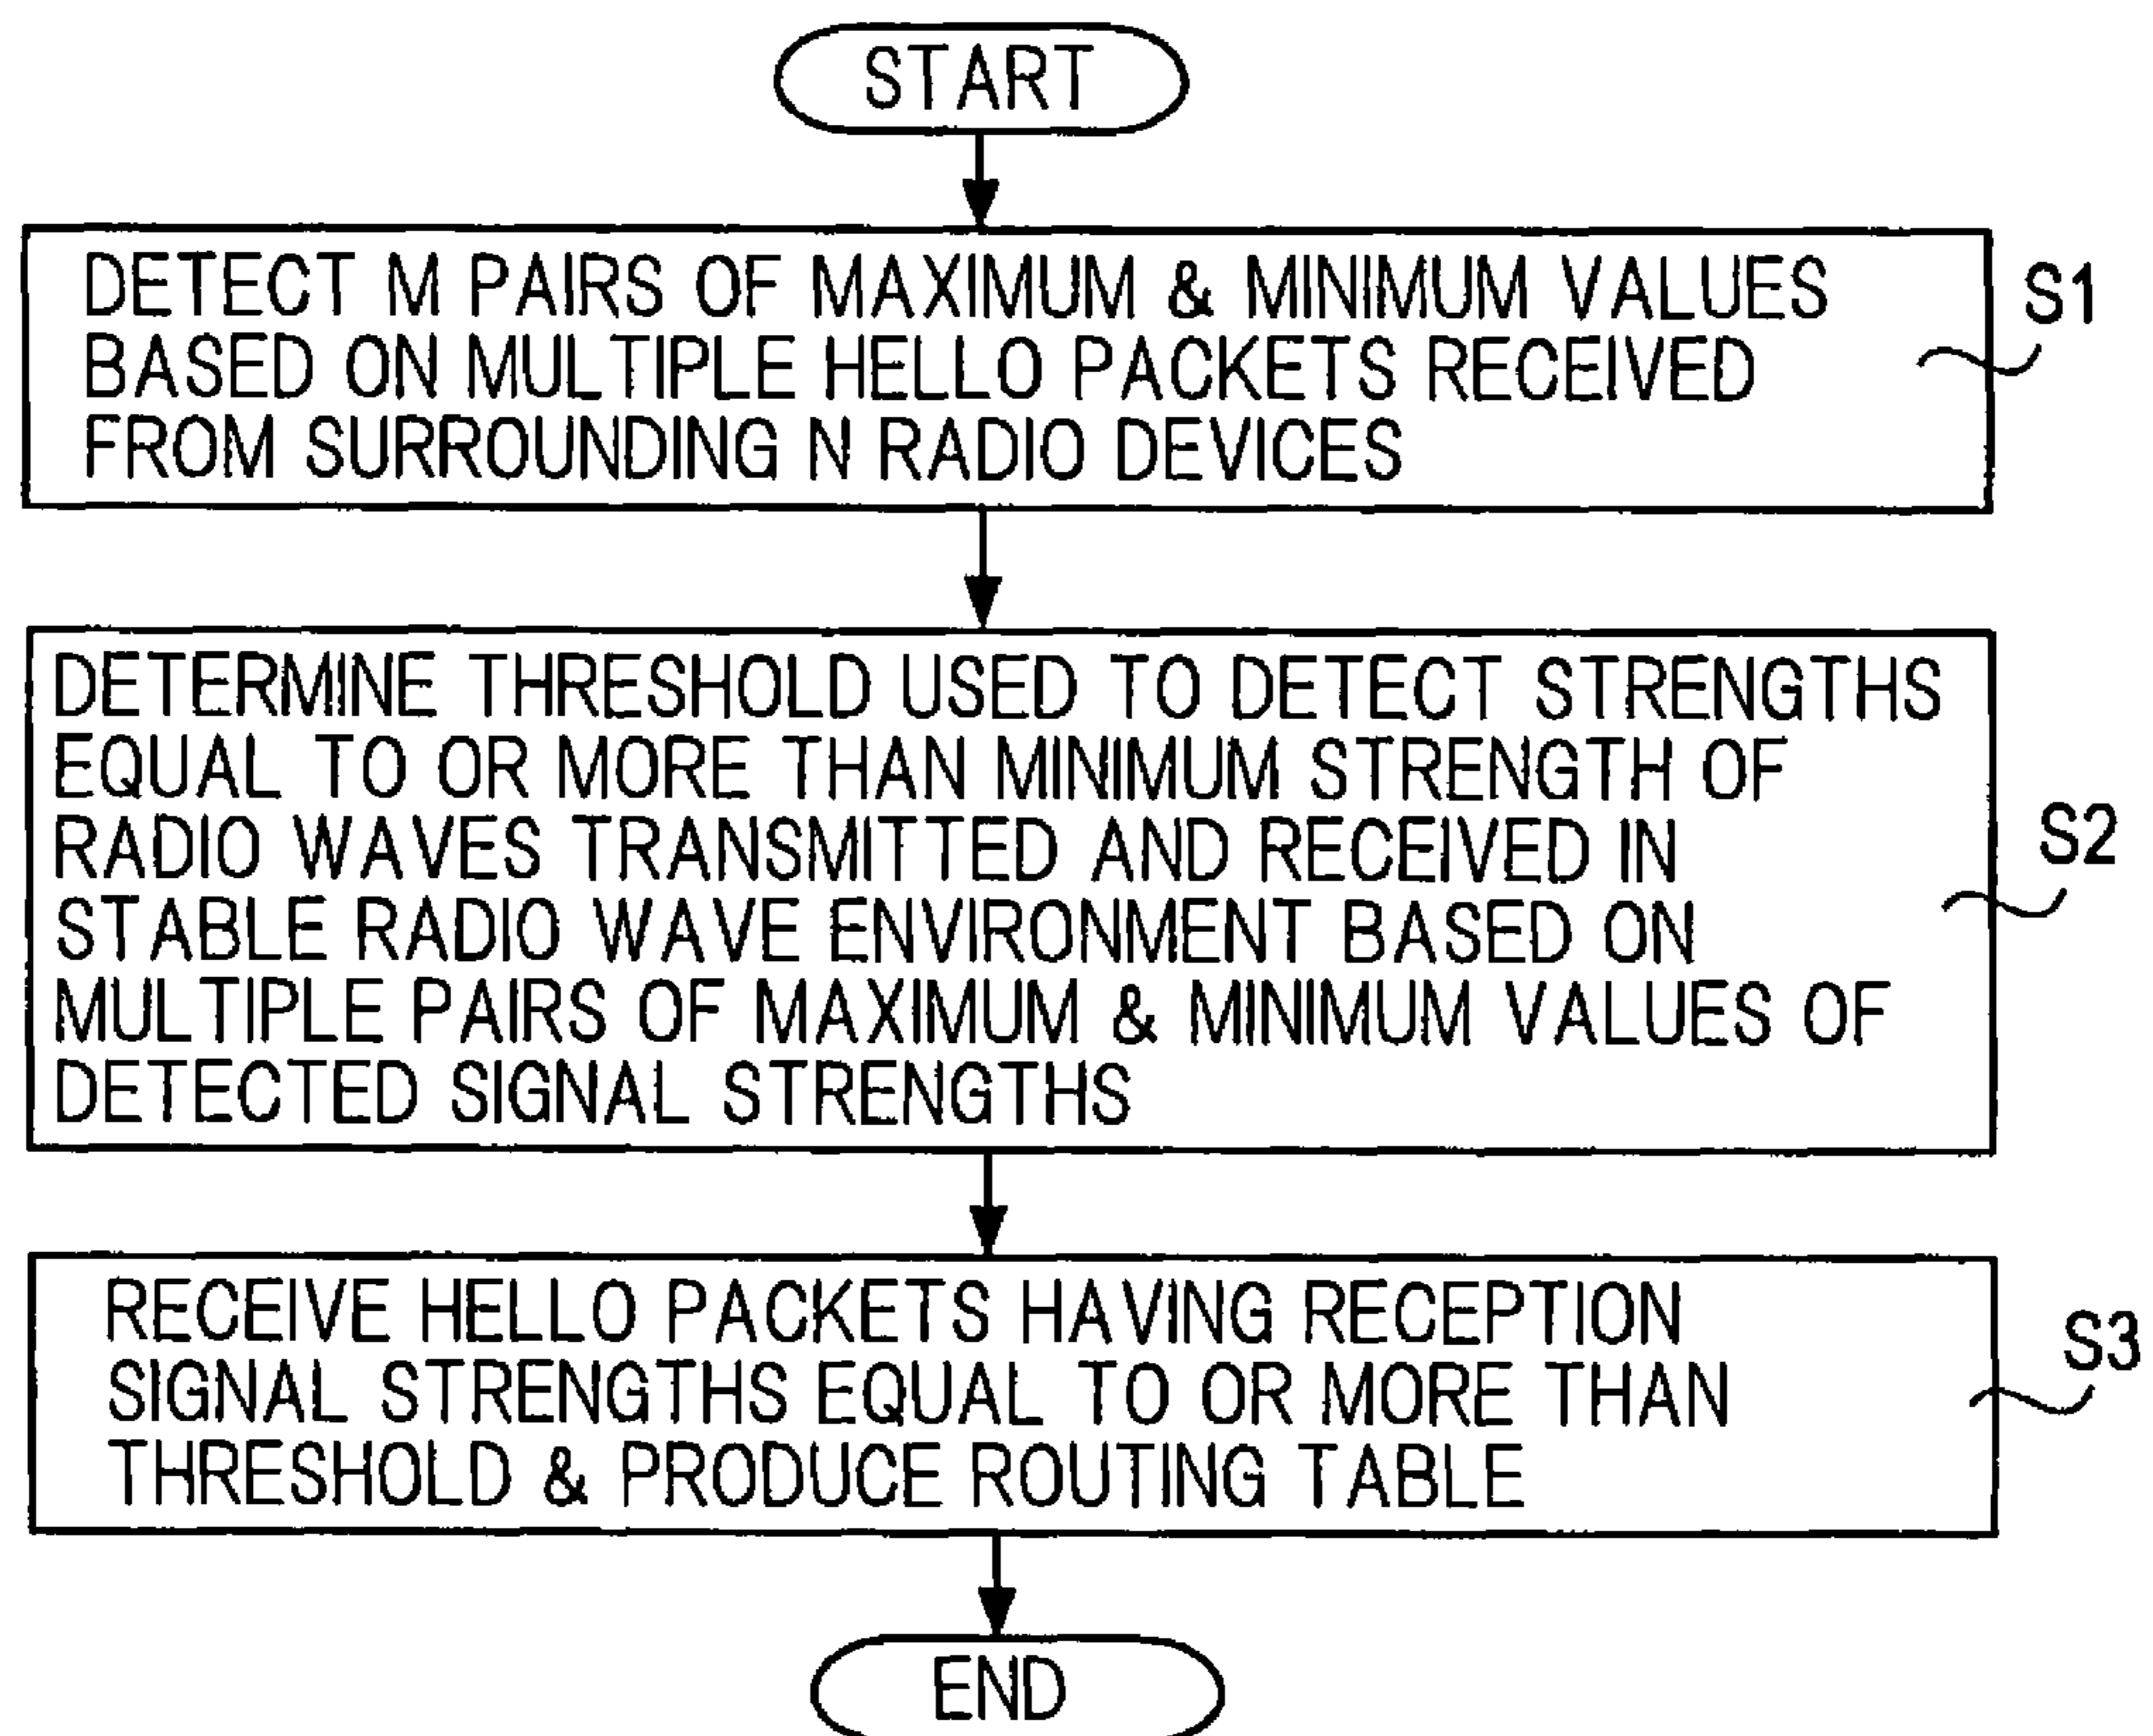 START
DETECT M PAIRS OF MAXIMUM & MINIMUM VALUES
BASED ON MULTIPLE HELLO PACKETS RECEIVED
FROM SURROUNDING N RADIO DEVICES
S1
DETERMINE THRESHOLD USED TO DETECT STRENGTHS
EQUAL TO OR MORE THAN MINIMUM STRENGTH OF
RADIO WAVES TRANSMITTED AND RECEIVED IN
STABLE RADIO WAVE ENVIRONMENT BASED ON
MULTIPLE PAIRS OF MAXIMUM & MINIMUM VALUES OF
DETECTED SIGNAL STRENGTHS
S2
RECEIVE HELLO PACKETS HAVING RECEPTION
SIGNAL STRENGTHS EQUAL TO OR MORE THAN
THRESHOLD & PRODUCE ROUTING TABLE
S3
END